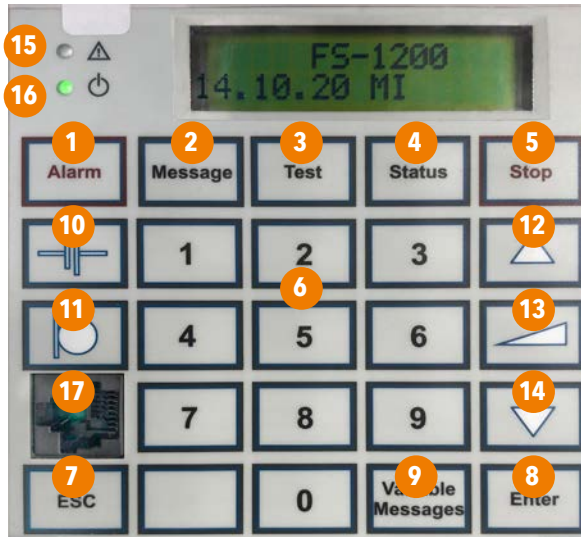 15
16
FS-1200
14.10.20 MI
1 2 3 4 5
Alarm Message Test Status Stop
10 12
1 2 3
6
11 13
4 5 6
17 14
7 8 9
7 9 8
ESC 0 Variable Messages Enter